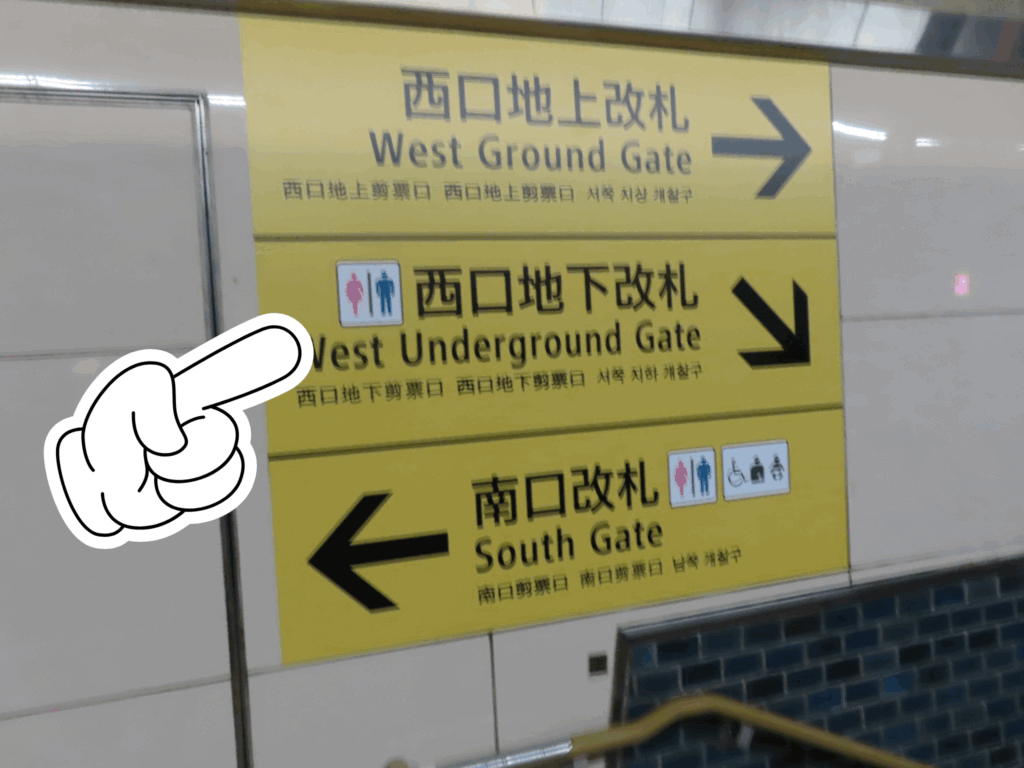 西口地上改札
West Ground Gate
西口地上剪票口 西口地上剪票口 서쪽 지상 개찰구
西口地下改札
West Underground Gate
西口地下剪票口 西口地下剪票口 서쪽 지하 개찰구
南口改札
South Gate
南口剪票口 南口剪票口 남쪽 개찰구